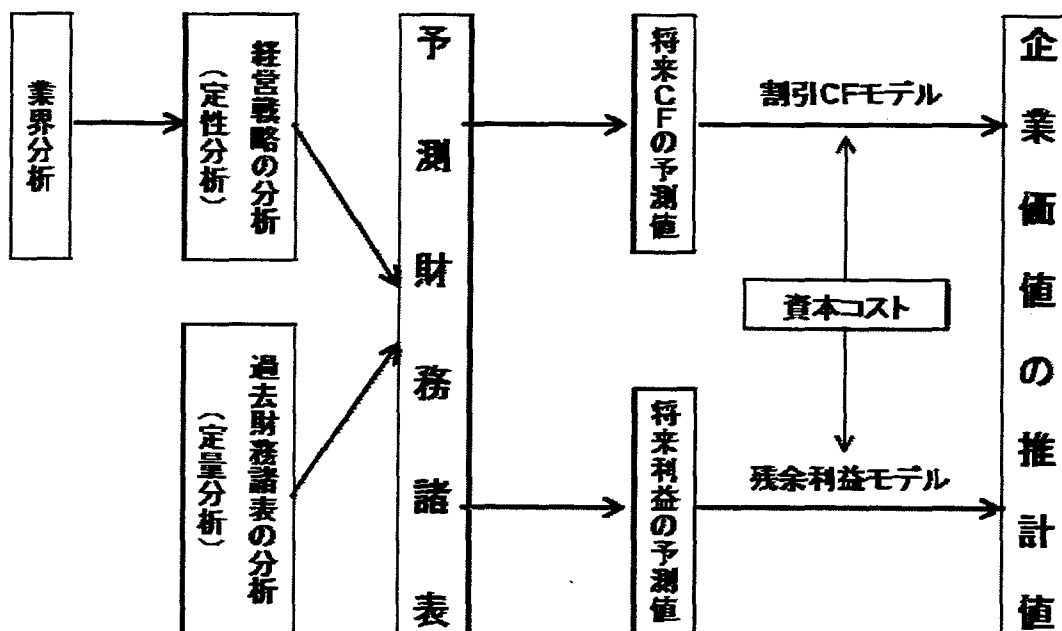 業界分析
経営戦略の分析
(定性分析)
過去財務諸表の分析
(定量分析)
予測財務諸表
将来CFの予測値
割引CFモデル
資本コスト
将来利益の予測値
残余利益モデル
企業価値の推計値